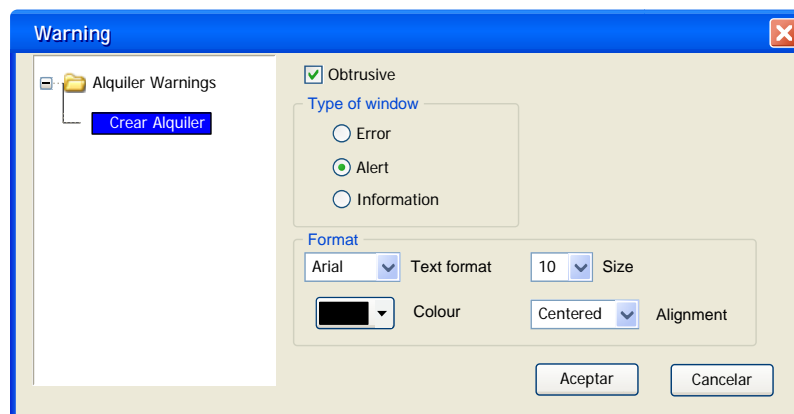 Warning
Alquiler Warnings
Crear Alquiler
Obtrusive
Type of window
Error
Alert
Information
Format
Arial Text format 10 Size
Colour Centered Alignment
Aceptar Cancelar